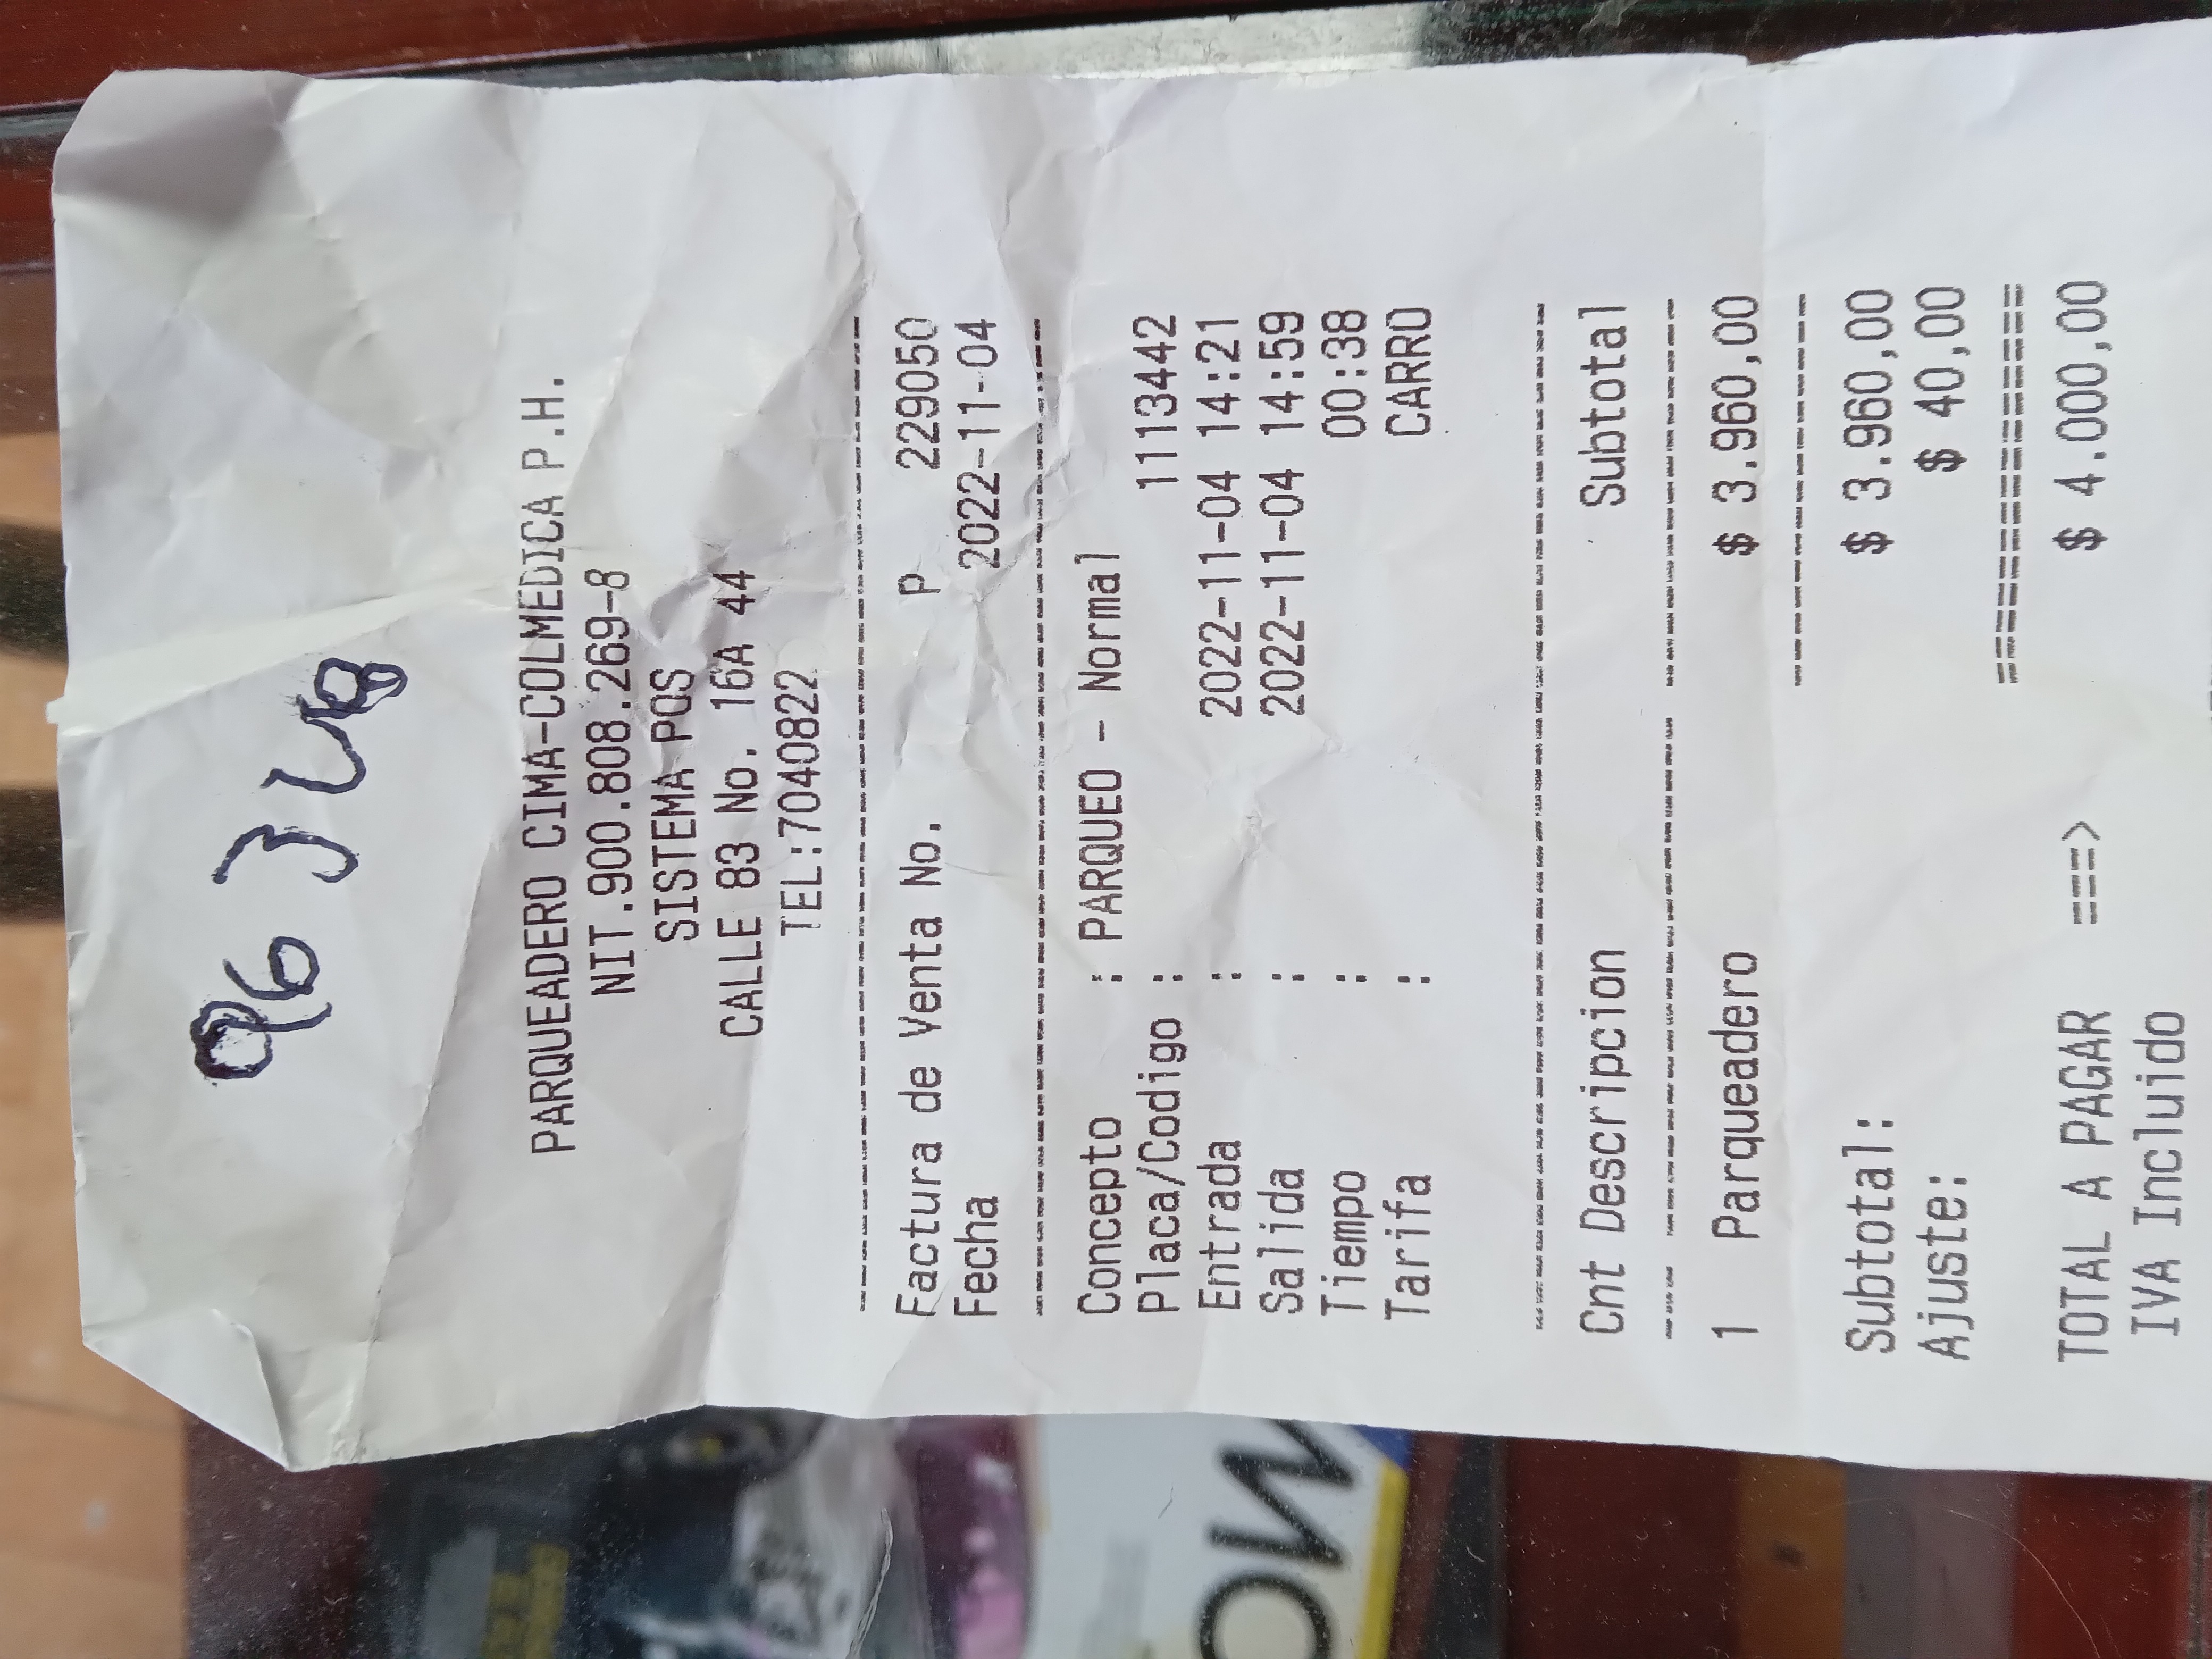 PARQUEADERO CIMA-COLMEDICA P.H.
NIT.900.808.269-8
SISTEMA POS
CALLE 83 No. 16A 44
TEL:7040822
Factura de Venta No. P 229050
Fecha 2022-11-04
Concepto : PARQUEO - Normal
Placa/Codigo : 1113442
Entrada : 2022-11-04 14:21
Salida : 2022-11-04 14:59
Tiempo : 00:38
Tarifa : CARRO
Cnt Descripcion Subtotal
1 Parqueadero $ 3.960,00
Subtotal: $ 3.960,00
Ajuste: $ 40,00
==================
TOTAL A PAGAR ===> $ 4.000,00
IVA Incluido